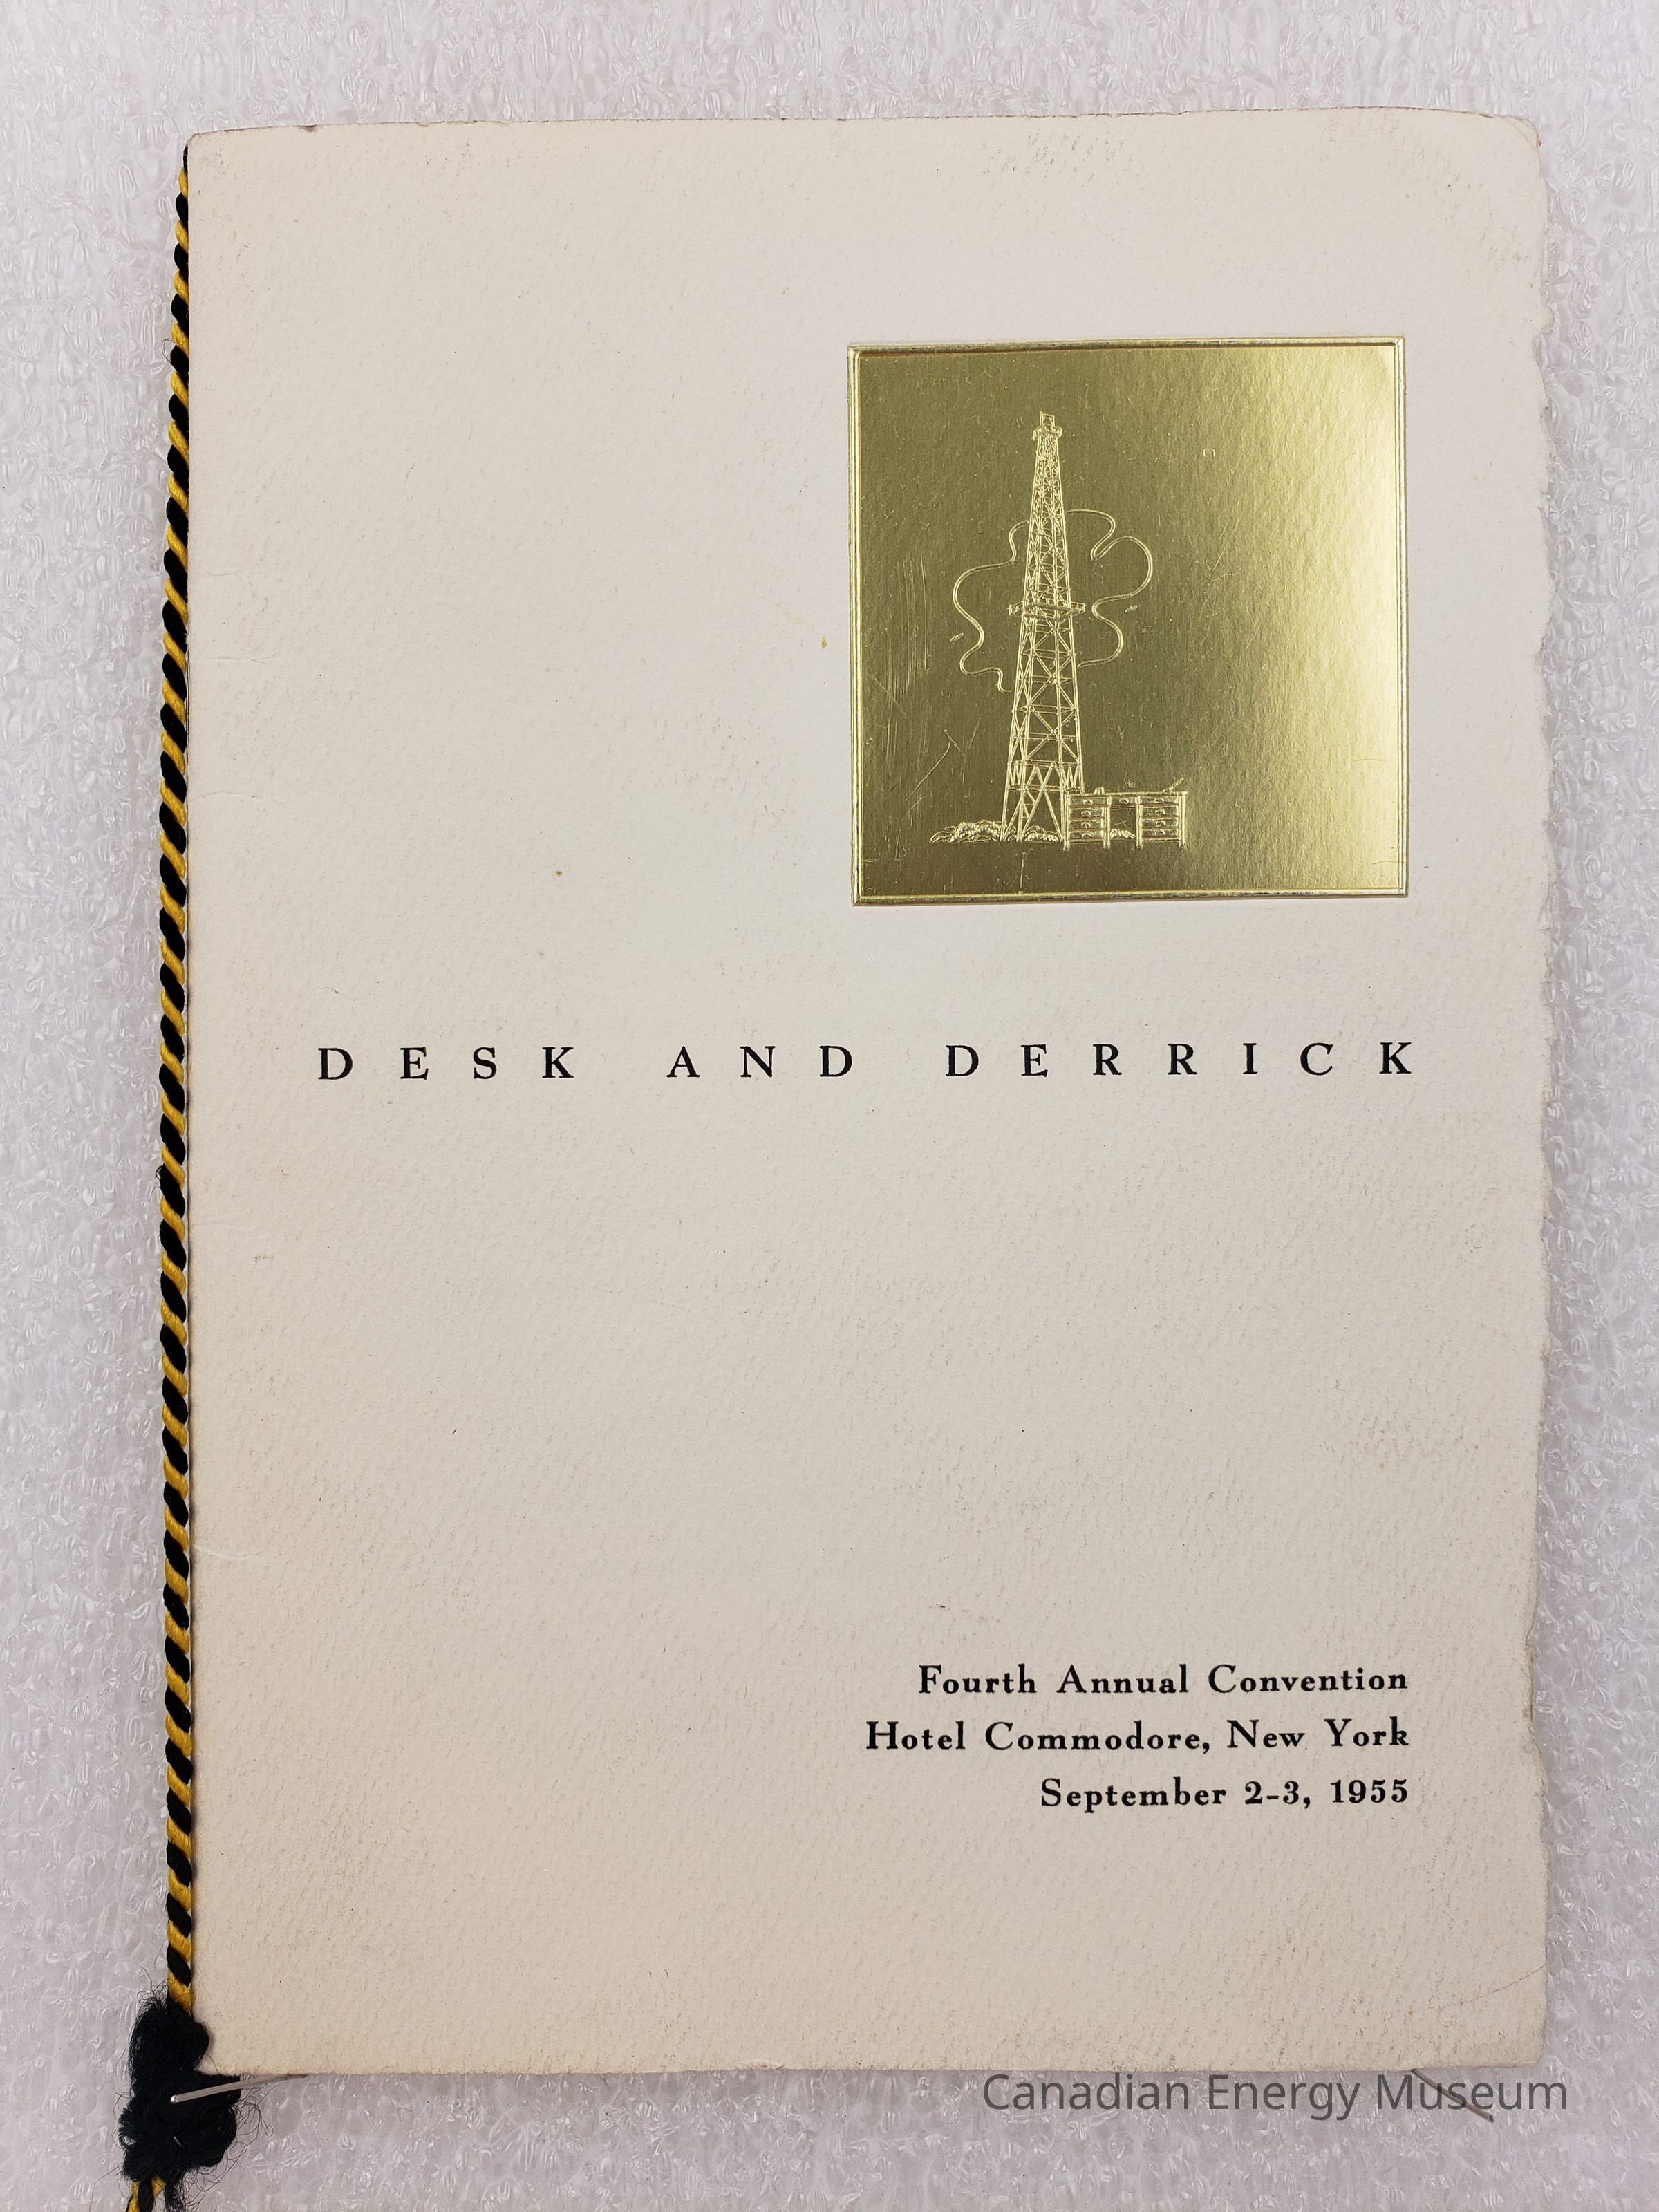 DESK AND DERRICK
Fourth Annual Convention
Hotel Commodore, New York
September 2-3, 1955
Canadian Energy Museum